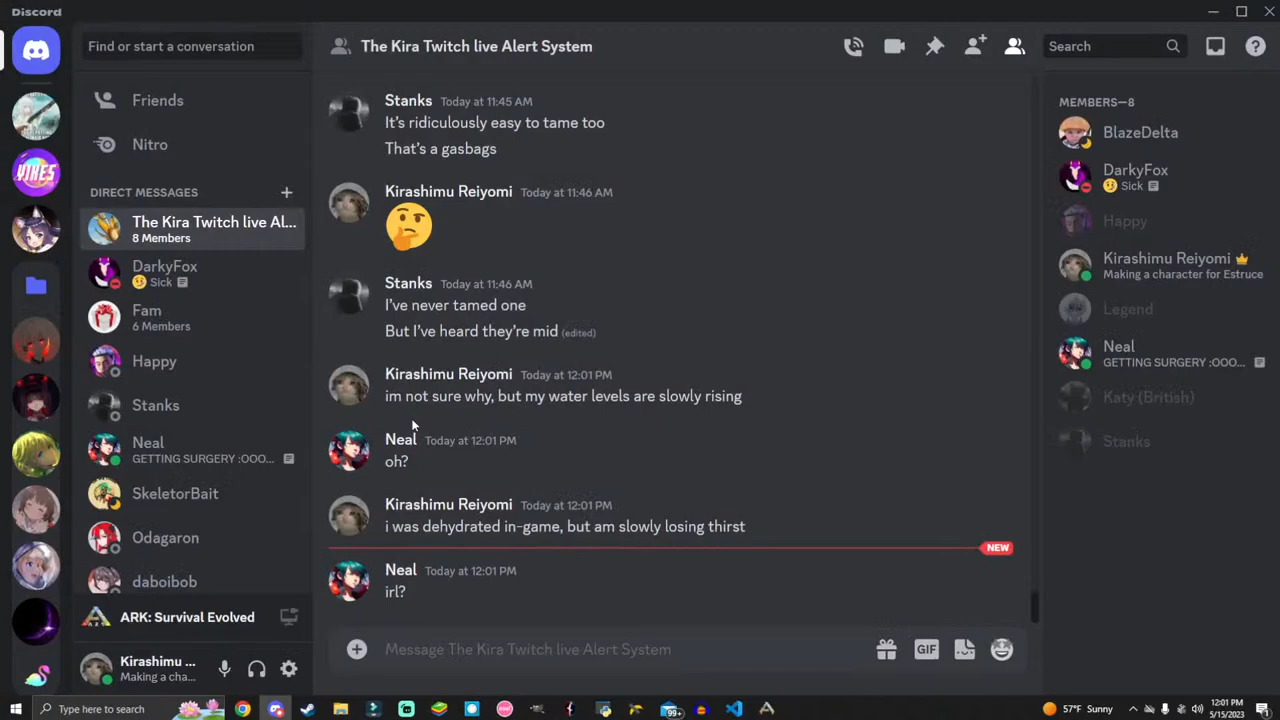 Discord
Find or start a conversation
Friends
Nitro
DIRECT MESSAGES
The Kira Twitch live Al...
8 Members
DarkyFox
Sick
Fam
6 Members
Happy
Stanks
Neal
GETTING SURGERY :OOO...
SkeletorBait
Odagaron
daboibob
ARK: Survival Evolved
Kirashimu ...
Making a cha...
YIKES
The Kira Twitch live Alert System
Search
Stanks Today at 11:45 AM
It's ridiculously easy to tame too
That's a gasbags
Kirashimu Reiyomi Today at 11:46 AM
Stanks Today at 11:46 AM
I've never tamed one
But I've heard they're mid (edited)
Kirashimu Reiyomi Today at 12:01 PM
im not sure why, but my water levels are slowly rising
Neal Today at 12:01 PM
oh?
Kirashimu Reiyomi Today at 12:01 PM
i was dehydrated in-game, but am slowly losing thirst
NEW
Neal Today at 12:01 PM
irl?
Message The Kira Twitch live Alert System
GIF
MEMBERS—8
BlazeDelta
DarkyFox
Sick
Happy
Kirashimu Reiyomi
Making a character for Estruce
Legend
Neal
GETTING SURGERY :OOO...
Katy (British)
Stanks
Type here to search
99+
57°F Sunny
12:01 PM
5/15/2023